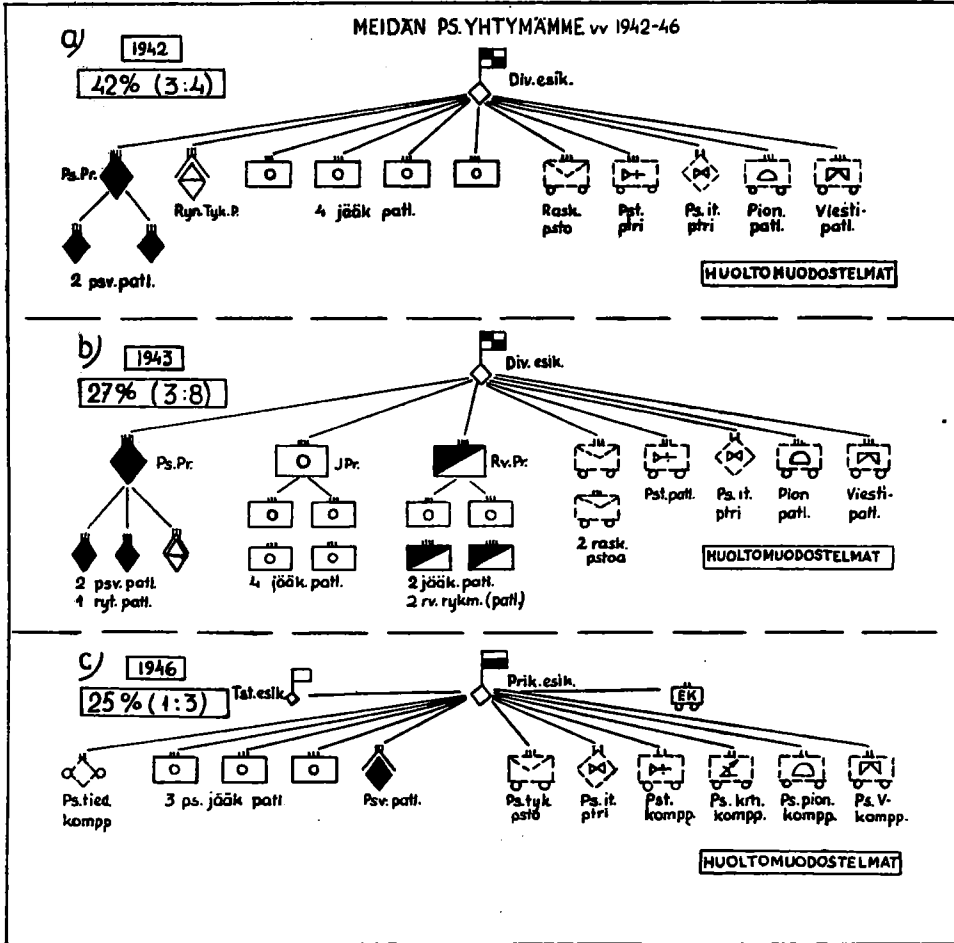 MEIDÄN PS. YHTYMÄMME vv 1942-46
a) 1942
42% (3:4)
Div.esik.
Ps.Pr.
Ryn.Tyk.P.
4 jääk patl.
Rask. psto
Pst. ptri
Ps.it. ptri
Pion. patl.
Viesti- patl.
2 psv.patl.
HUOLTOMUODOSTELMAT
b) 1943
27% (3:8)
Div.esik.
Ps.Pr.
JPr.
Rv.Pr.
Pst.patl.
Ps.it. ptri
Pion patl.
Viesti- patl.
2 rask. pstoa
2 psv.patl.
1 ryt.patl.
4 jääk.patl.
2 jääk.patl.
2 rv.rykm.(patl.)
HUOLTOMUODOSTELMAT
c) 1946
25% (1:3)
Tst.esik.
Prik.esik.
EK
Ps.tied. kompp
3 ps.jääk patl
Psv.patl.
Ps.tyk psto
Ps.it. ptri
Pst. kompp.
Ps.krh. kompp.
Ps.pion. kompp.
Ps.V- kompp.
HUOLTOMUODOSTELMAT